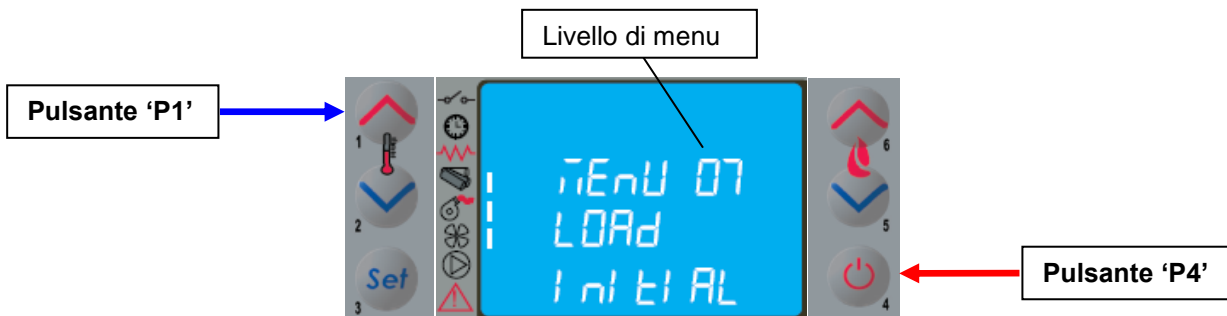 Livello di menu
Pulsante ‘P1’
1
2
Set
3
MEnU 07
LOAd
InItIAL
6
5
4
Pulsante ‘P4’